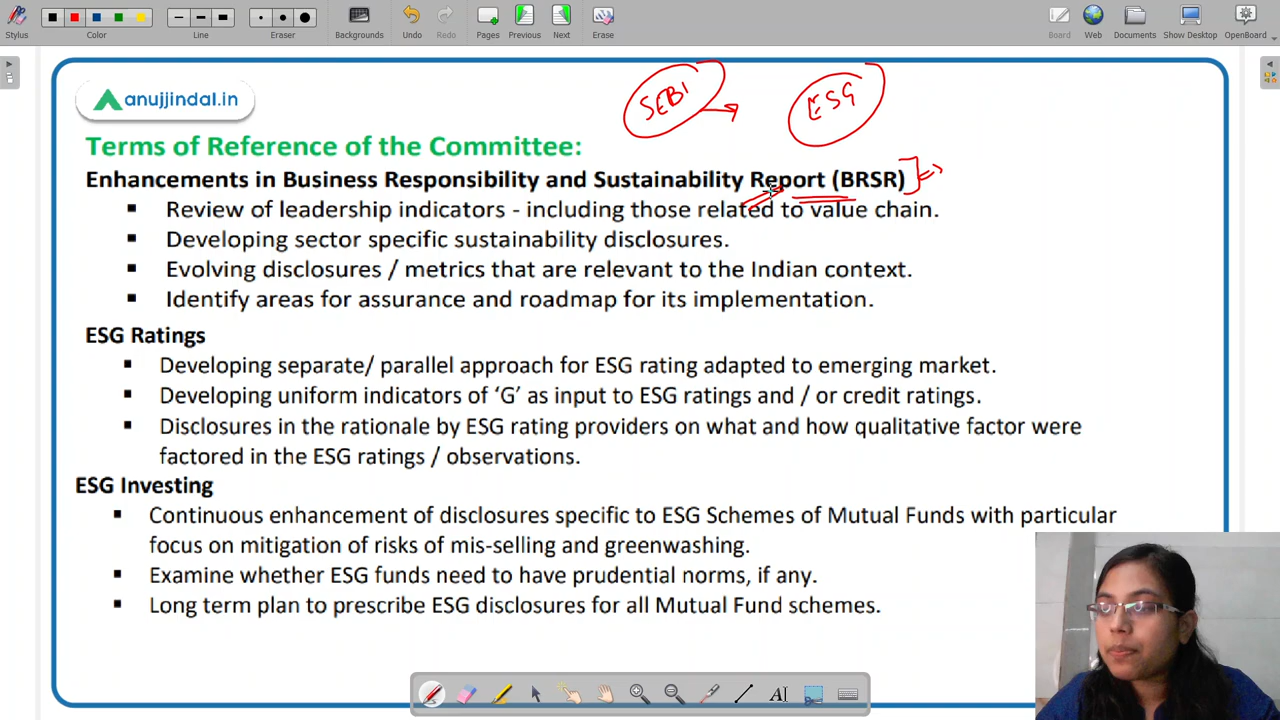 Stylus
Color
Line
Eraser
Backgrounds
Undo
Redo
Pages
Previous
Next
Erase
Board
Web
Documents
Show Desktop
OpenBoard
anujjindal.in
SEBI
ESG
Terms of Reference of the Committee:
Enhancements in Business Responsibility and Sustainability Report (BRSR)
▪ Review of leadership indicators - including those related to value chain.
▪ Developing sector specific sustainability disclosures.
▪ Evolving disclosures / metrics that are relevant to the Indian context.
▪ Identify areas for assurance and roadmap for its implementation.
ESG Ratings
▪ Developing separate/ parallel approach for ESG rating adapted to emerging market.
▪ Developing uniform indicators of ‘G’ as input to ESG ratings and / or credit ratings.
▪ Disclosures in the rationale by ESG rating providers on what and how qualitative factor were
factored in the ESG ratings / observations.
ESG Investing
▪ Continuous enhancement of disclosures specific to ESG Schemes of Mutual Funds with particular
focus on mitigation of risks of mis-selling and greenwashing.
▪ Examine whether ESG funds need to have prudential norms, if any.
▪ Long term plan to prescribe ESG disclosures for all Mutual Fund schemes.